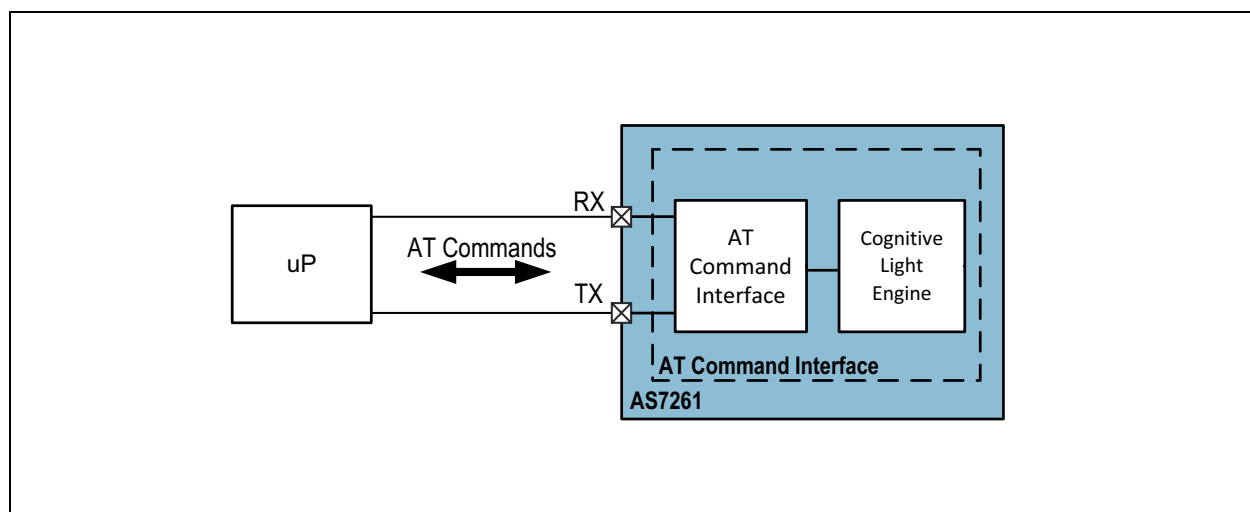 RX
uP
AT Commands
TX
AT
Command
Interface
Cognitive
Light
Engine
AT Command Interface
AS7261